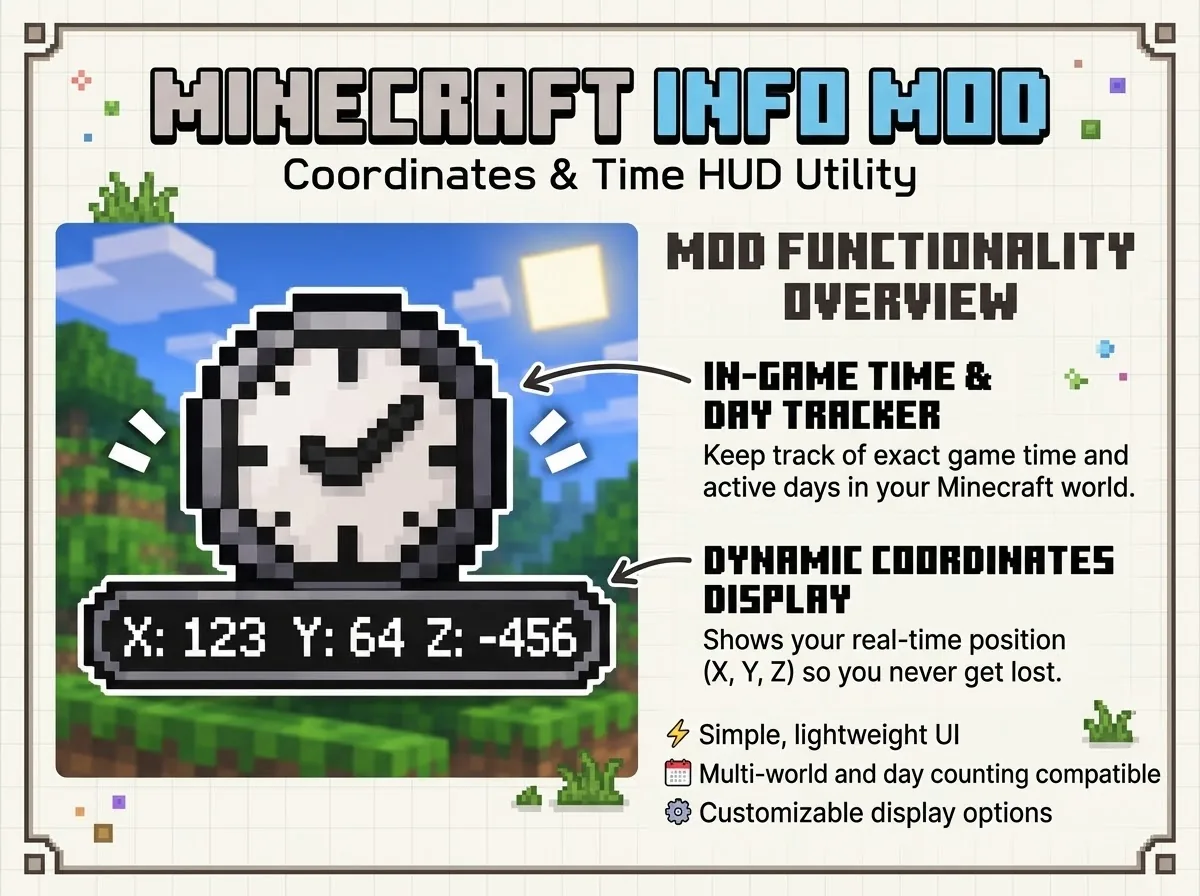 MINECRAFT INFO MOD
Coordinates & Time HUD Utility
MOD FUNCTIONALITY
OVERVIEW
IN-GAME TIME &
DAY TRACKER
Keep track of exact game time and
active days in your Minecraft world.
X: 123 Y: 64 Z: -456
DYNAMIC COORDINATES
DISPLAY
Shows your real-time position
(X, Y, Z) so you never get lost.
⚡ Simple, lightweight UI
📅 Multi-world and day counting compatible
⚙️ Customizable display options